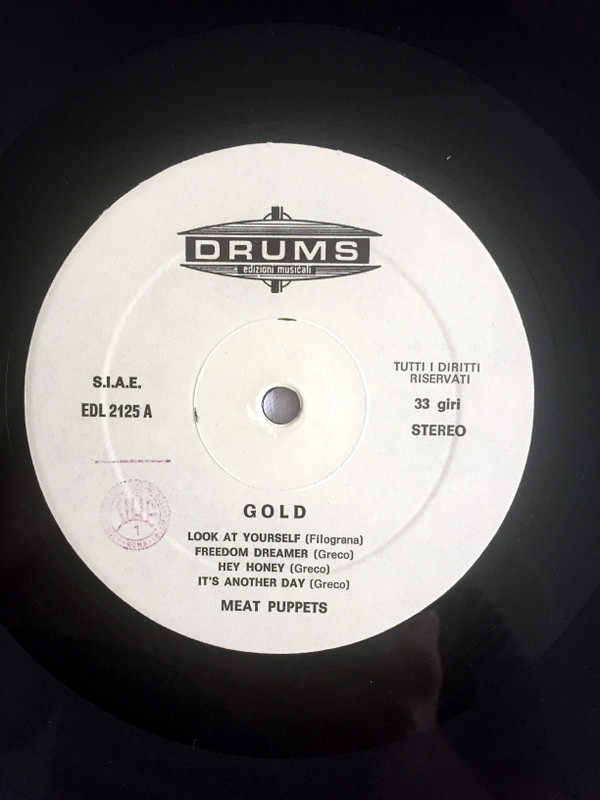 DRUMS
edizioni musicali
S.I.A.E.
EDL 2125 A
TUTTI I DIRITTI
RISERVATI
33 giri
STEREO
GOLD
LOOK AT YOURSELF (Filograna)
FREEDOM DREAMER (Greco)
HEY HONEY (Greco)
IT'S ANOTHER DAY (Greco)
MEAT PUPPETS